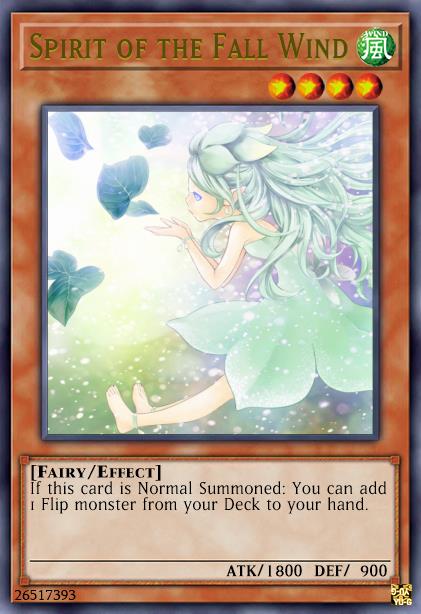 Spirit of the Fall Wind
WIND
風
[Fairy/Effect]
If this card is Normal Summoned: You can add
1 Flip monster from your Deck to your hand.
ATK/1800 DEF/ 900
26517393